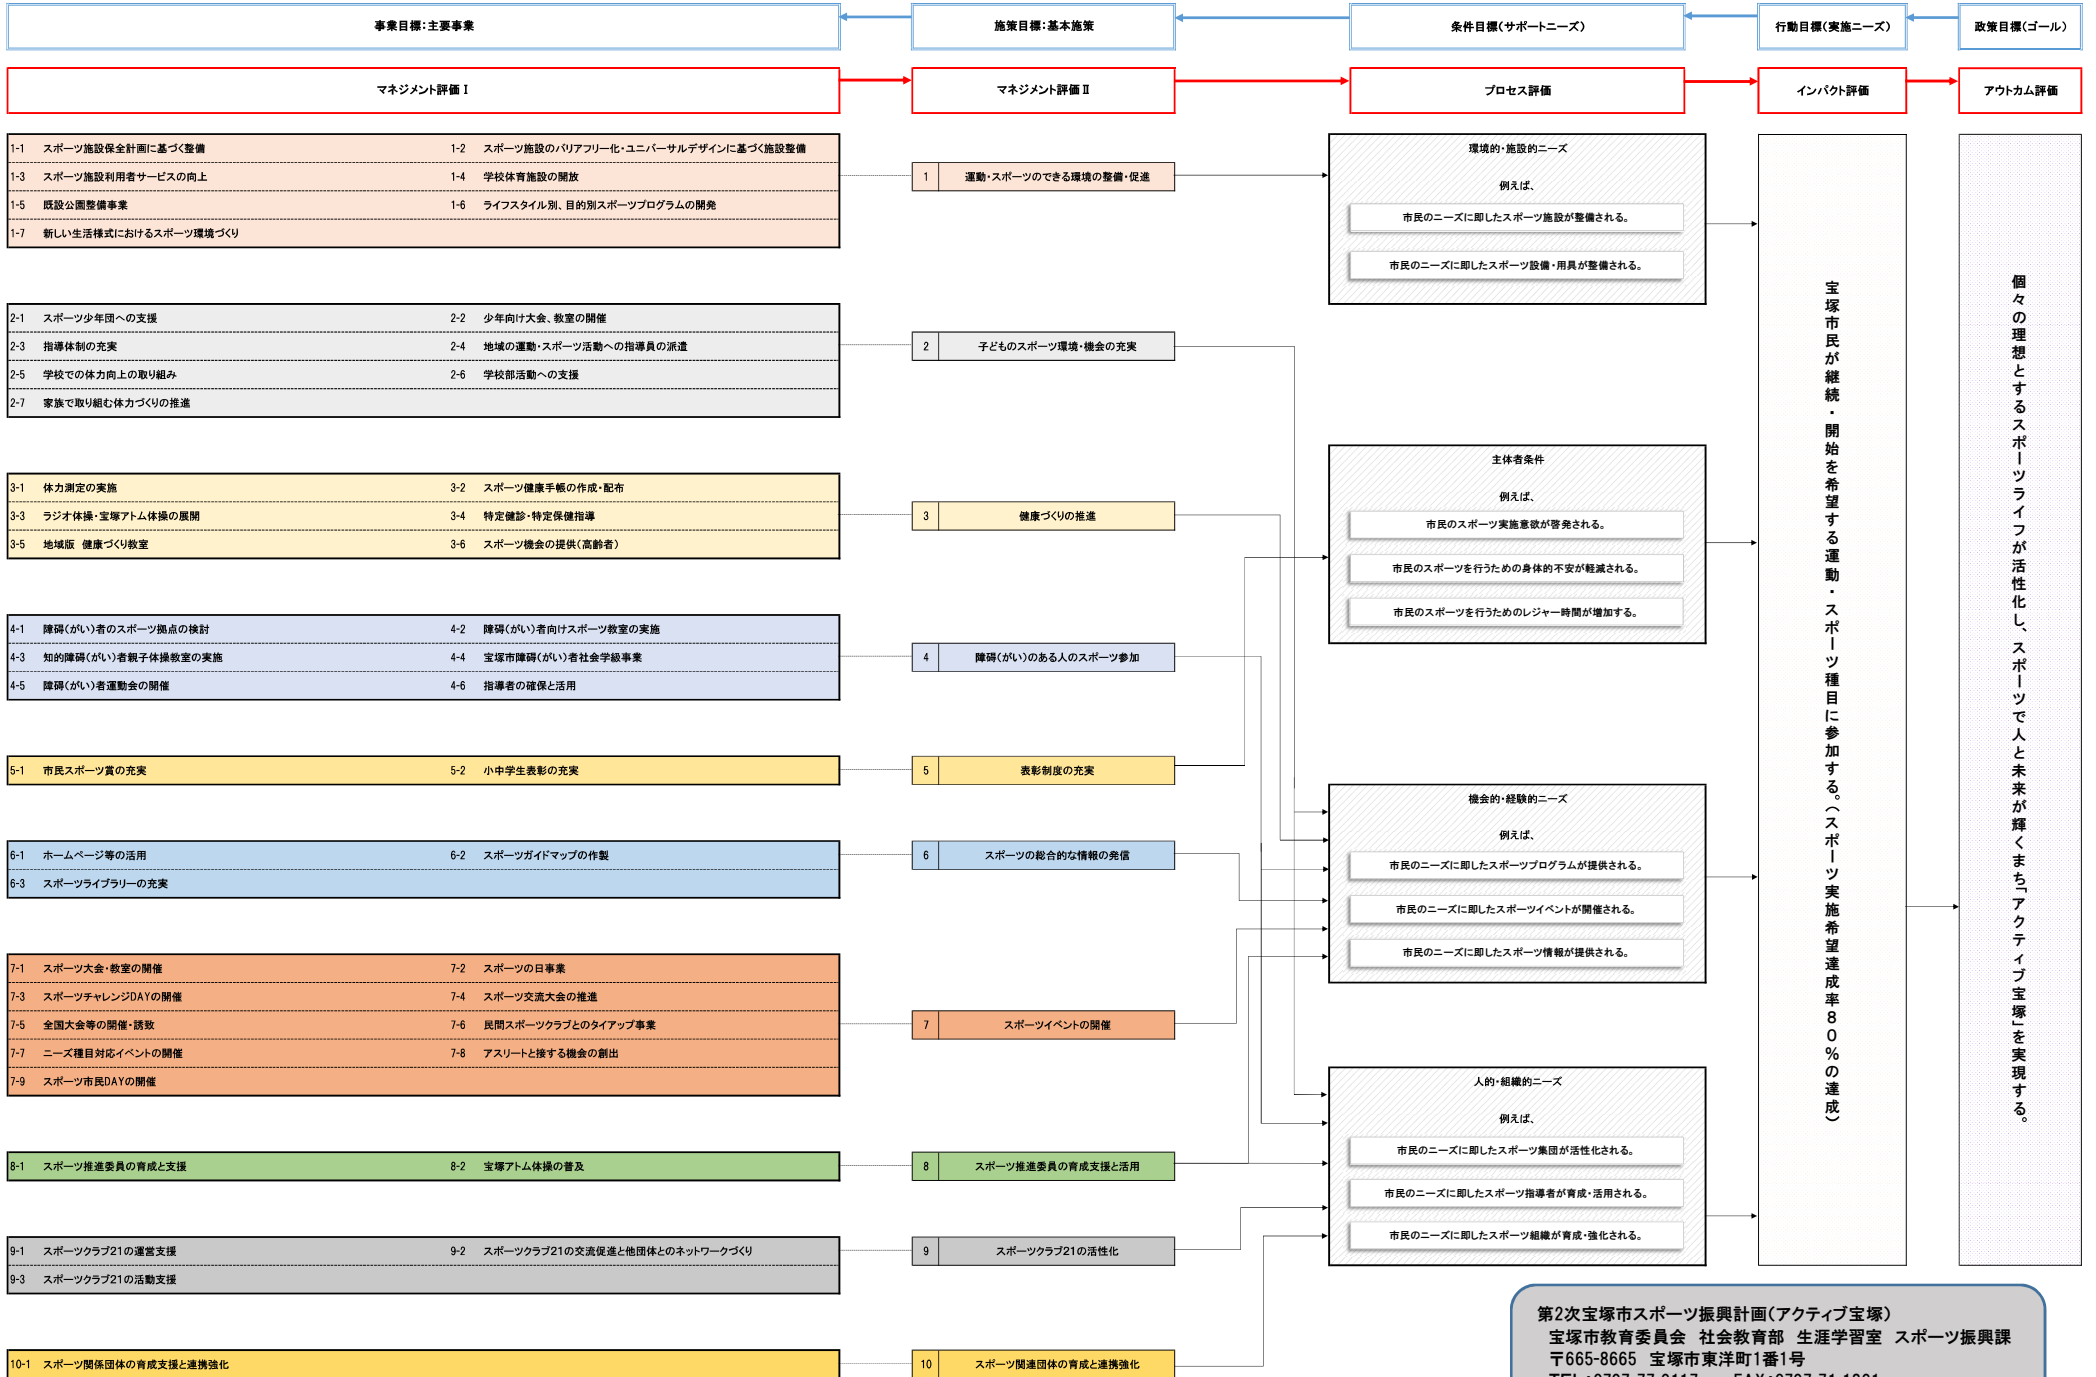 事業目標:主要事業
施策目標:基本施策
条件目標(サポートニーズ)
行動目標(実施ニーズ)
政策目標(ゴール)
マネジメント評価Ⅰ
マネジメント評価Ⅱ
プロセス評価
インパクト評価
アウトカム評価
1-1 スポーツ施設保全計画に基づく整備
1-2 スポーツ施設のバリアフリー化・ユニバーサルデザインに基づく施設整備
1-3 スポーツ施設利用者サービスの向上
1-4 学校体育施設の開放
1-5 既設公園整備事業
1-6 ライフスタイル別、目的別スポーツプログラムの開発
1-7 新しい生活様式におけるスポーツ環境づくり
2-1 スポーツ少年団への支援
2-2 少年向け大会、教室の開催
2-3 指導体制の充実
2-4 地域の運動・スポーツ活動への指導員の派遣
2-5 学校での体力向上の取り組み
2-6 学校部活動への支援
2-7 家族で取り組む体力づくりの推進
3-1 体力測定の実施
3-2 スポーツ健康手帳の作成・配布
3-3 ラジオ体操・宝塚アトム体操の展開
3-4 特定健診・特定保健指導
3-5 地域版 健康づくり教室
3-6 スポーツ機会の提供(高齢者)
4-1 障碍(がい)者のスポーツ拠点の検討
4-2 障碍(がい)者向けスポーツ教室の実施
4-3 知的障碍(がい)者親子体操教室の実施
4-4 宝塚市障碍(がい)者社会学級事業
4-5 障碍(がい)者運動会の開催
4-6 指導者の確保と活用
5-1 市民スポーツ賞の充実
5-2 小中学生表彰の充実
6-1 ホームページ等の活用
6-2 スポーツガイドマップの作製
6-3 スポーツライブラリーの充実
7-1 スポーツ大会・教室の開催
7-2 スポーツの日事業
7-3 スポーツチャレンジDAYの開催
7-4 スポーツ交流大会の推進
7-5 全国大会等の開催・誘致
7-6 民間スポーツクラブとのタイアップ事業
7-7 ニーズ種目対応イベントの開催
7-8 アスリートと接する機会の創出
7-9 スポーツ市民DAYの開催
8-1 スポーツ推進委員の育成と支援
8-2 宝塚アトム体操の普及
9-1 スポーツクラブ21の運営支援
9-2 スポーツクラブ21の交流促進と他団体とのネットワークづくり
9-3 スポーツクラブ21の活動支援
10-1 スポーツ関係団体の育成支援と連携強化
1 運動・スポーツのできる環境の整備・促進
2 子どものスポーツ環境・機会の充実
3 健康づくりの推進
4 障碍(がい)のある人のスポーツ参加
5 表彰制度の充実
6 スポーツの総合的な情報の発信
7 スポーツイベントの開催
8 スポーツ推進委員の育成支援と活用
9 スポーツクラブ21の活性化
10 スポーツ関連団体の育成と連携強化
環境的・施設的ニーズ
例えば、
市民のニーズに即したスポーツ施設が整備される。
市民のニーズに即したスポーツ設備・用具が整備される。
主体者条件
例えば、
市民のスポーツ実施意欲が啓発される。
市民のスポーツを行うための身体的不安が軽減される。
市民のスポーツを行うためのレジャー時間が増加する。
機会的・経験的ニーズ
例えば、
市民のニーズに即したスポーツプログラムが提供される。
市民のニーズに即したスポーツイベントが開催される。
市民のニーズに即したスポーツ情報が提供される。
人的・組織的ニーズ
例えば、
市民のニーズに即したスポーツ集団が活性化される。
市民のニーズに即したスポーツ指導者が育成・活用される。
市民のニーズに即したスポーツ組織が育成・強化される。
宝塚市民が継続・開始を希望する運動・スポーツ種目に参加する。(スポーツ実施希望達成率80%の達成)
個々の理想とするスポーツライフが活性化し、スポーツで人と未来が輝くまち「アクティブ宝塚」を実現する。
第2次宝塚市スポーツ振興計画(アクティブ宝塚)
宝塚市教育委員会 社会教育部 生涯学習室 スポーツ振興課
〒665-8665 宝塚市東洋町1番1号